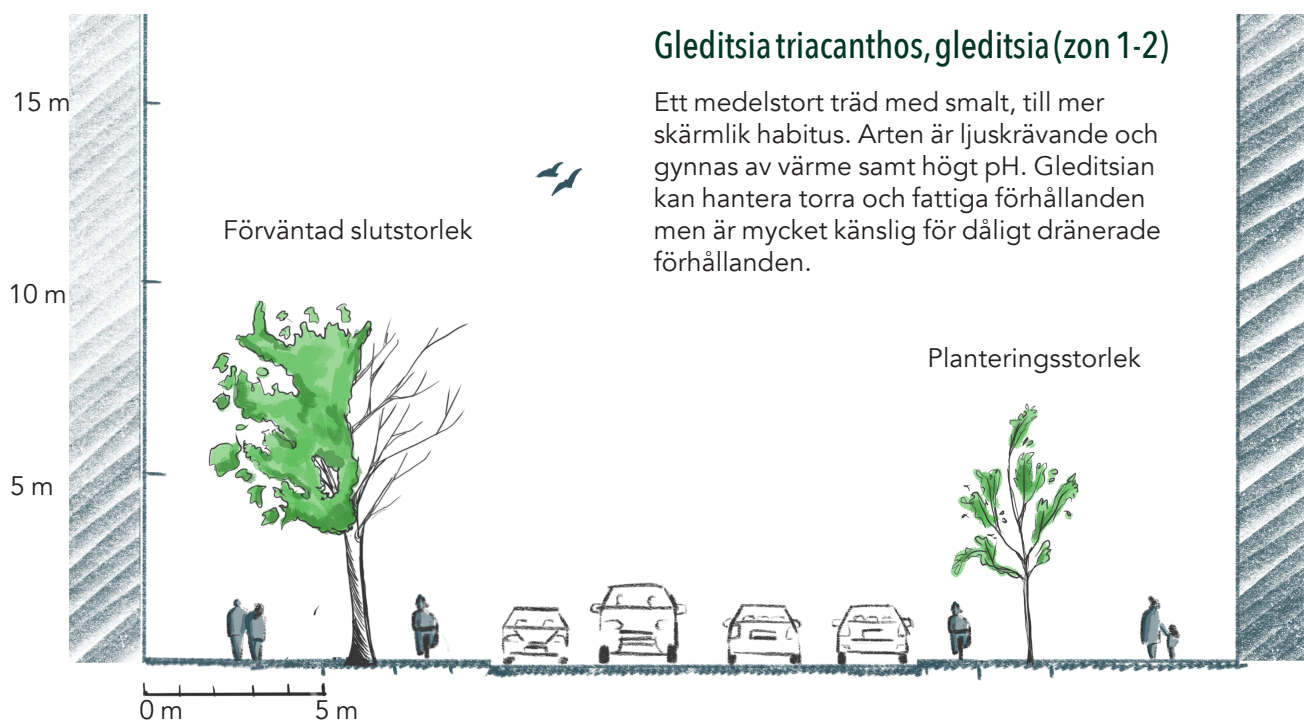 Gleditsia triacanthos, gleditsia (zon 1-2)
Ett medelstort träd med smalt, till mer
skärmlik habitus. Arten är ljuskrävande och
gynnas av värme samt högt pH. Gleditsian
kan hantera torra och fattiga förhållanden
men är mycket känslig för dåligt dränerade
förhållanden.
15 m
Förväntad slutstorlek
10 m
Planteringsstorlek
5 m
0 m
5 m